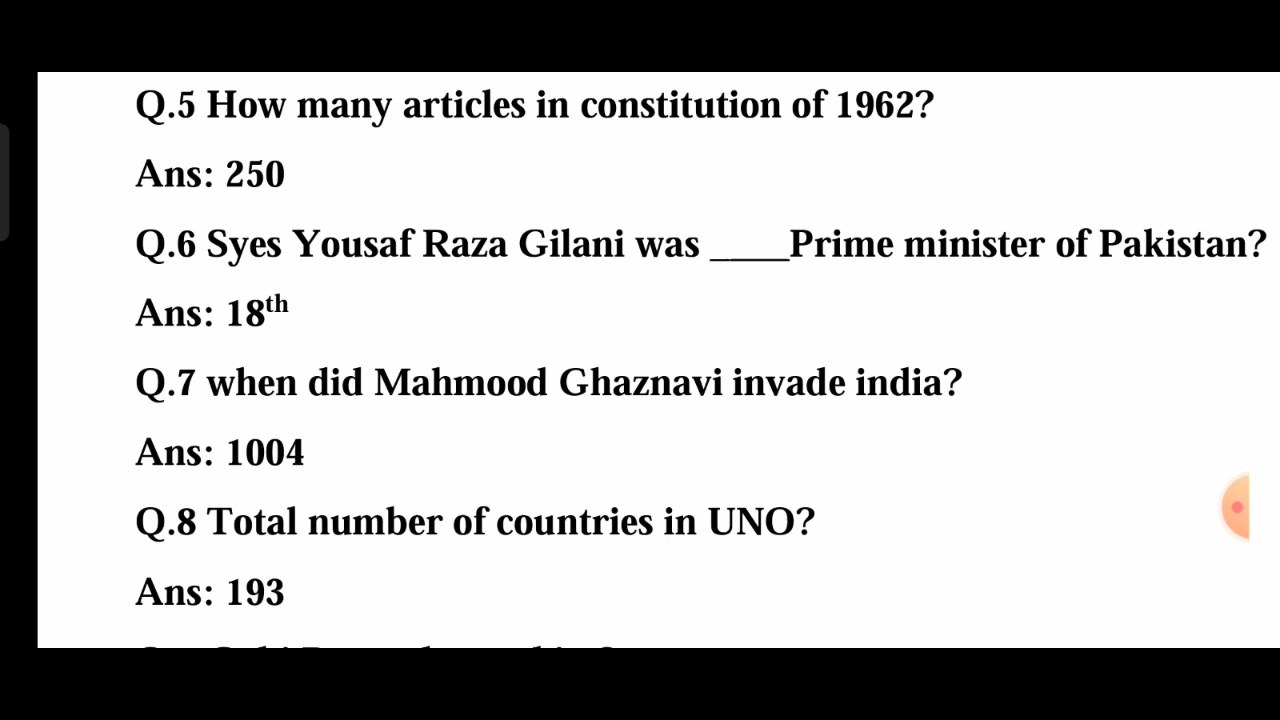 Q.5 How many articles in constitution of 1962?
Ans: 250
Q.6 Syes Yousaf Raza Gilani was ____Prime minister of Pakistan?
Ans: 18th
Q.7 when did Mahmood Ghaznavi invade india?
Ans: 1004
Q.8 Total number of countries in UNO?
Ans: 193